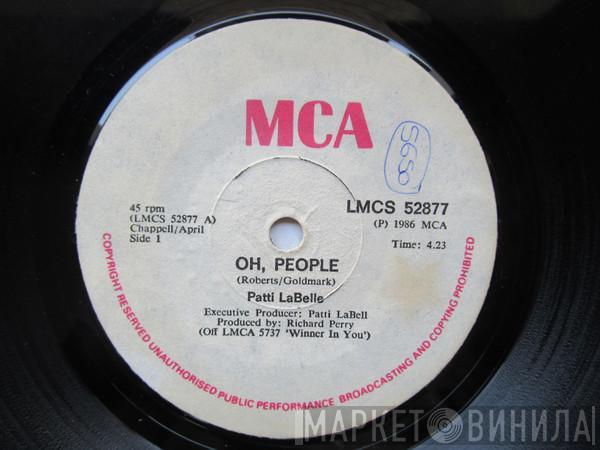 MCA
5650
45 rpm
(LMCS 52877 A)
Chappell/April
Side 1
LMCS 52877
(P) 1986 MCA
Time: 4.23
OH, PEOPLE
(Roberts/Goldmark)
Patti LaBelle
Executive Producer: Patti LaBell
Produced by: Richard Perry
(Off LMCA 5737 'Winner In You')
COPYRIGHT RESERVED UNAUTHORISED PUBLIC PERFORMANCE BROADCASTING AND COPYING PROHIBITED
МАРКЕТ ВИНИЛА